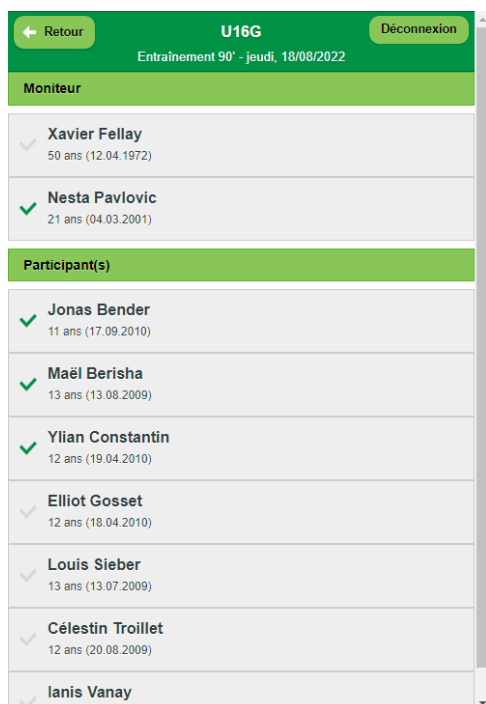 Retour
U16G
Déconnexion
Entraînement 90' - jeudi, 18/08/2022
Moniteur
Xavier Fellay
50 ans (12.04.1972)
Nesta Pavlovic
21 ans (04.03.2001)
Participant(s)
Jonas Bender
11 ans (17.09.2010)
Maël Berisha
13 ans (13.08.2009)
Ylian Constantin
12 ans (19.04.2010)
Elliot Gosset
12 ans (18.04.2010)
Louis Sieber
13 ans (13.07.2009)
Célestin Troillet
12 ans (20.08.2009)
Ianis Vanay